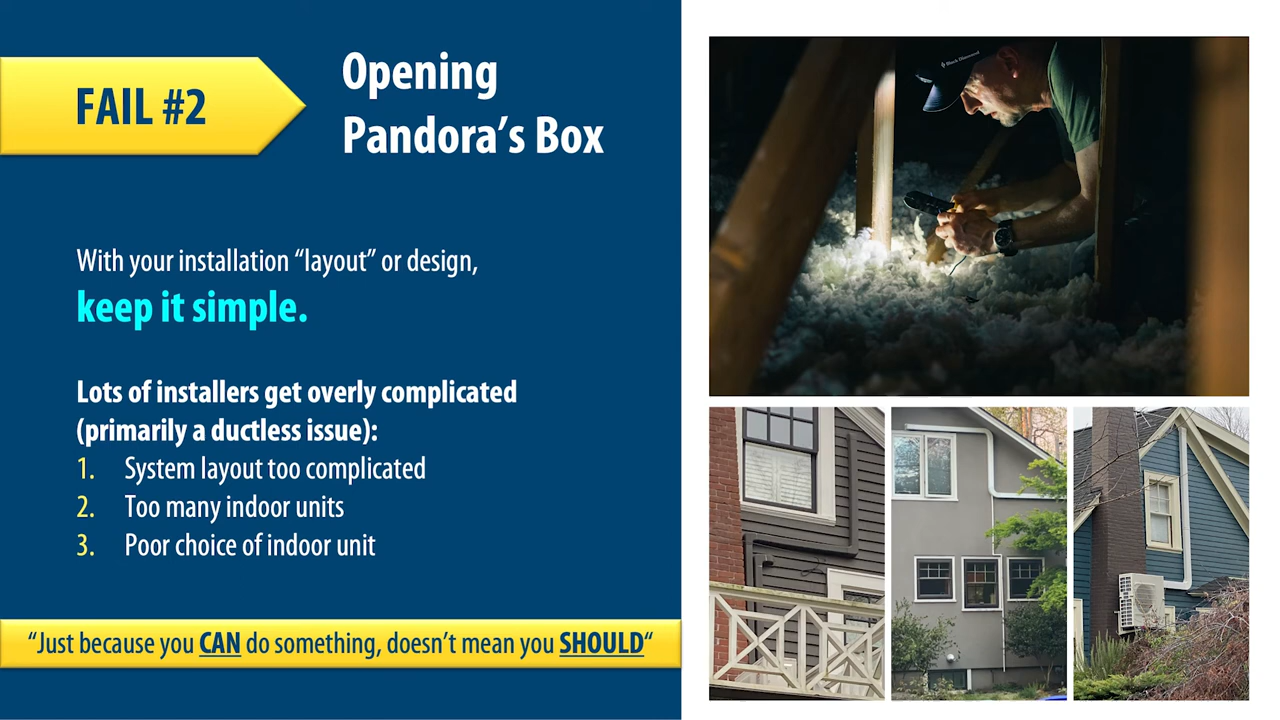 FAIL #2
Opening
Pandora’s Box
With your installation “layout” or design,
keep it simple.
Lots of installers get overly complicated
(primarily a ductless issue):
1. System layout too complicated
2. Too many indoor units
3. Poor choice of indoor unit
“Just because you CAN do something, doesn’t mean you SHOULD“
Black Diamond